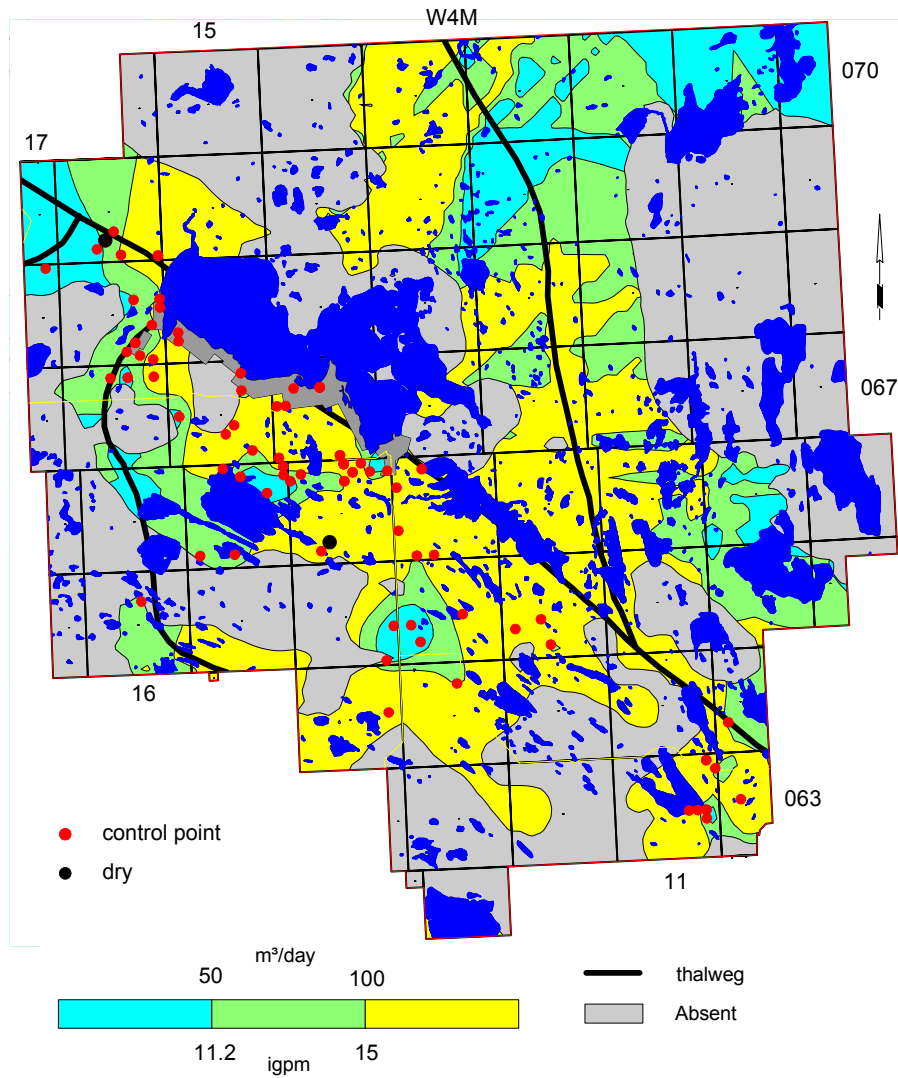 W4M
15
070
17
067
16
063
11
control point
dry
m³/day
50 100
11.2 15
igpm
thalweg
Absent